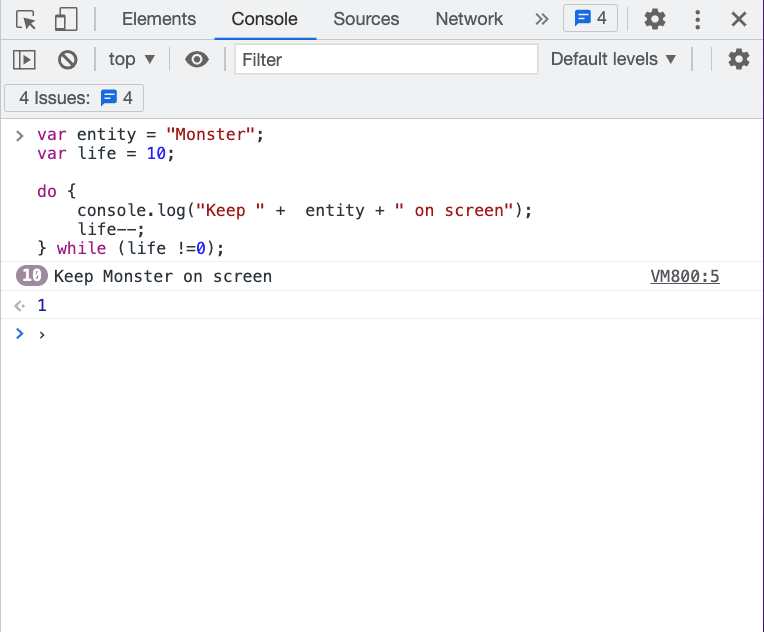 Elements Console Sources Network » 4
top ▼ Filter Default levels ▼
4 Issues: 4
> var entity = "Monster";
var life = 10;
do {
console.log("Keep " +  entity + " on screen");
life--;
} while (life !=0);
10 Keep Monster on screen VM800:5
1
> ›